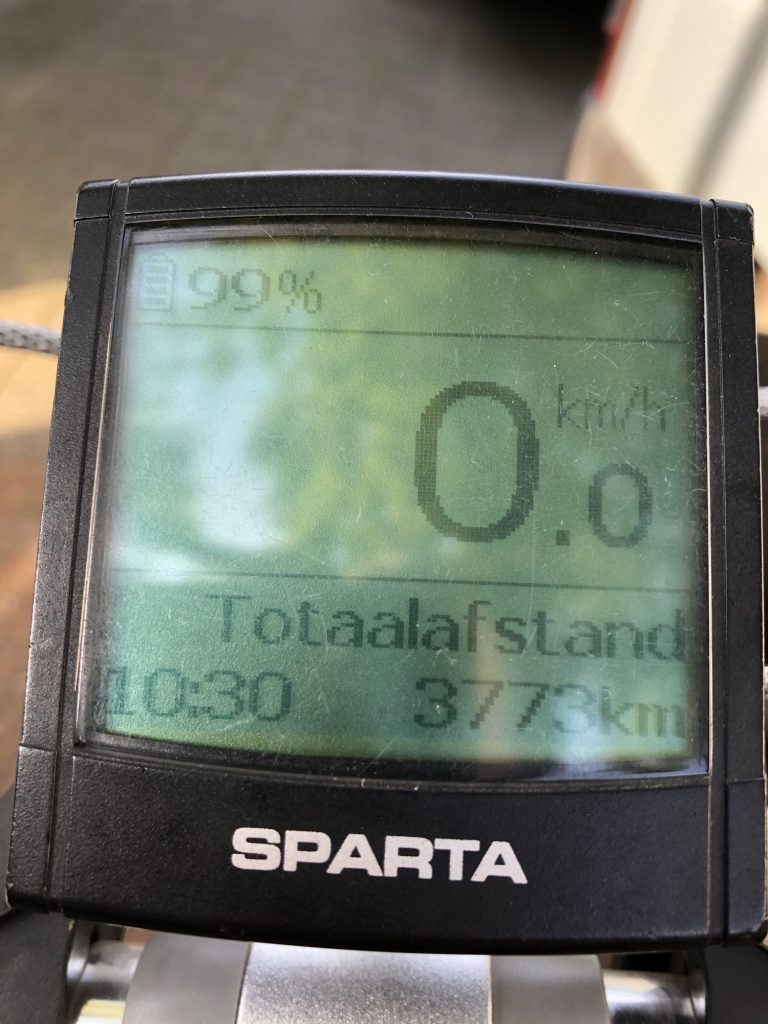 99%
km/h
0.0
Totaalafstand
10:30 3773km
SPARTA